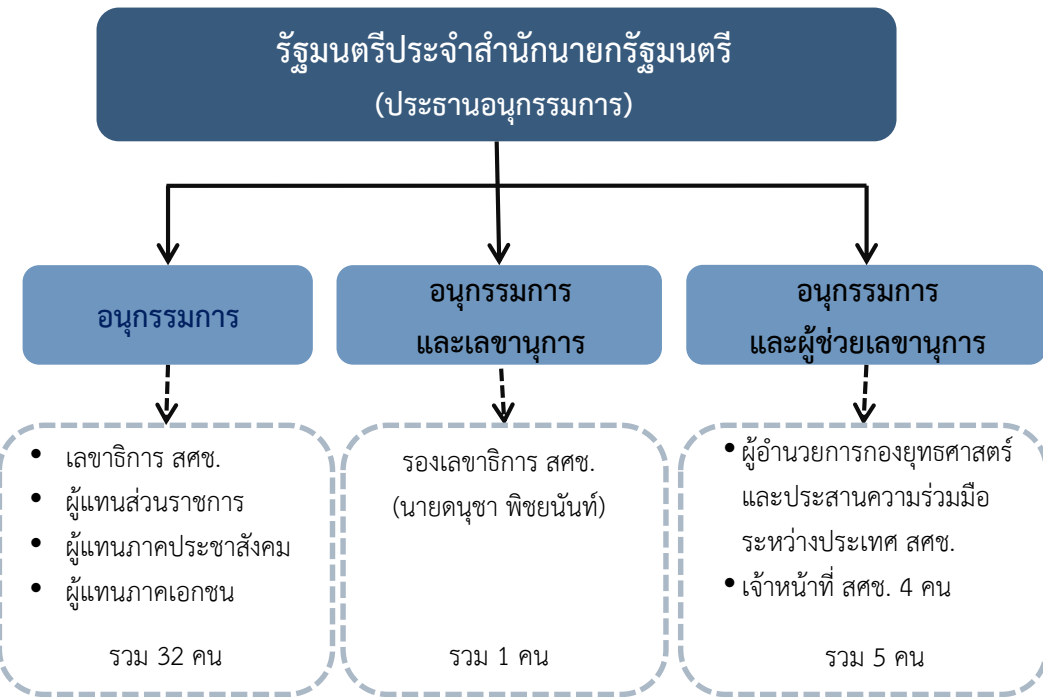 รัฐมนตรีประจำสำนักนายกรัฐมนตรี
(ประธานอนุกรรมการ)
อนุกรรมการ
• เลขาธิการ สศช.
• ผู้แทนส่วนราชการ
• ผู้แทนภาคประชาสังคม
• ผู้แทนภาคเอกชน
รวม 32 คน
อนุกรรมการ
และเลขานุการ
รองเลขาธิการ สศช.
(นายดนุชา พิชยนันท์)
รวม 1 คน
อนุกรรมการ
และผู้ช่วยเลขานุการ
• ผู้อำนวยการกองยุทธศาสตร์
และประสานความร่วมมือ
ระหว่างประเทศ สศช.
• เจ้าหน้าที่ สศช. 4 คน
รวม 5 คน